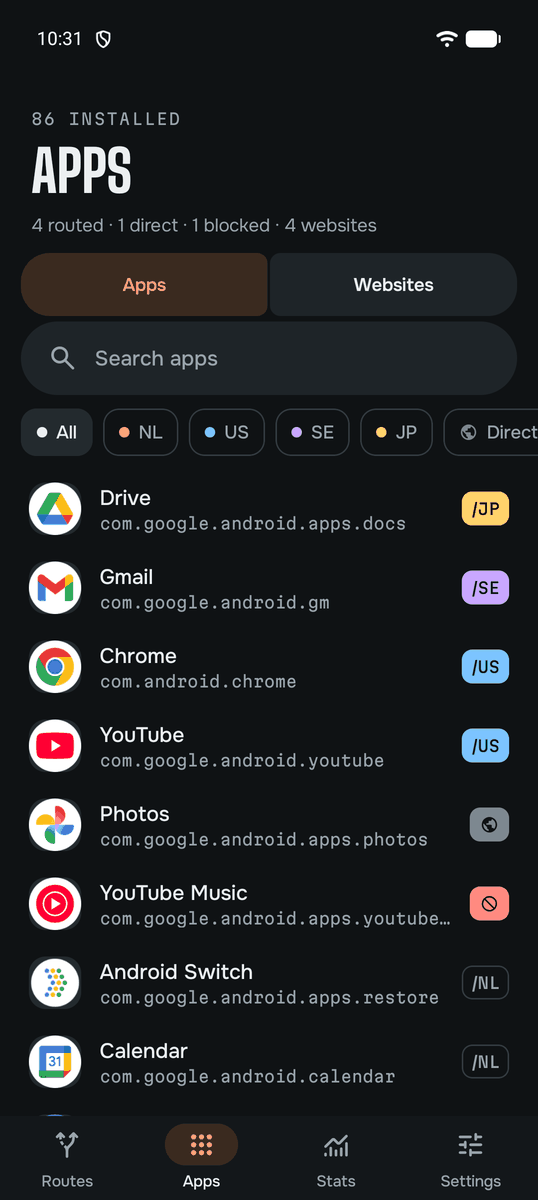 10:31
86 INSTALLED
APPS
4 routed · 1 direct · 1 blocked · 4 websites
Apps
Websites
Search apps
All
NL
US
SE
JP
Direct
Drive
com.google.android.apps.docs
/JP
Gmail
com.google.android.gm
/SE
Chrome
com.android.chrome
/US
YouTube
com.google.android.youtube
/US
Photos
com.google.android.apps.photos
YouTube Music
com.google.android.apps.youtube…
Android Switch
com.google.android.apps.restore
/NL
31
Calendar
com.google.android.calendar
/NL
Routes
Apps
Stats
Settings